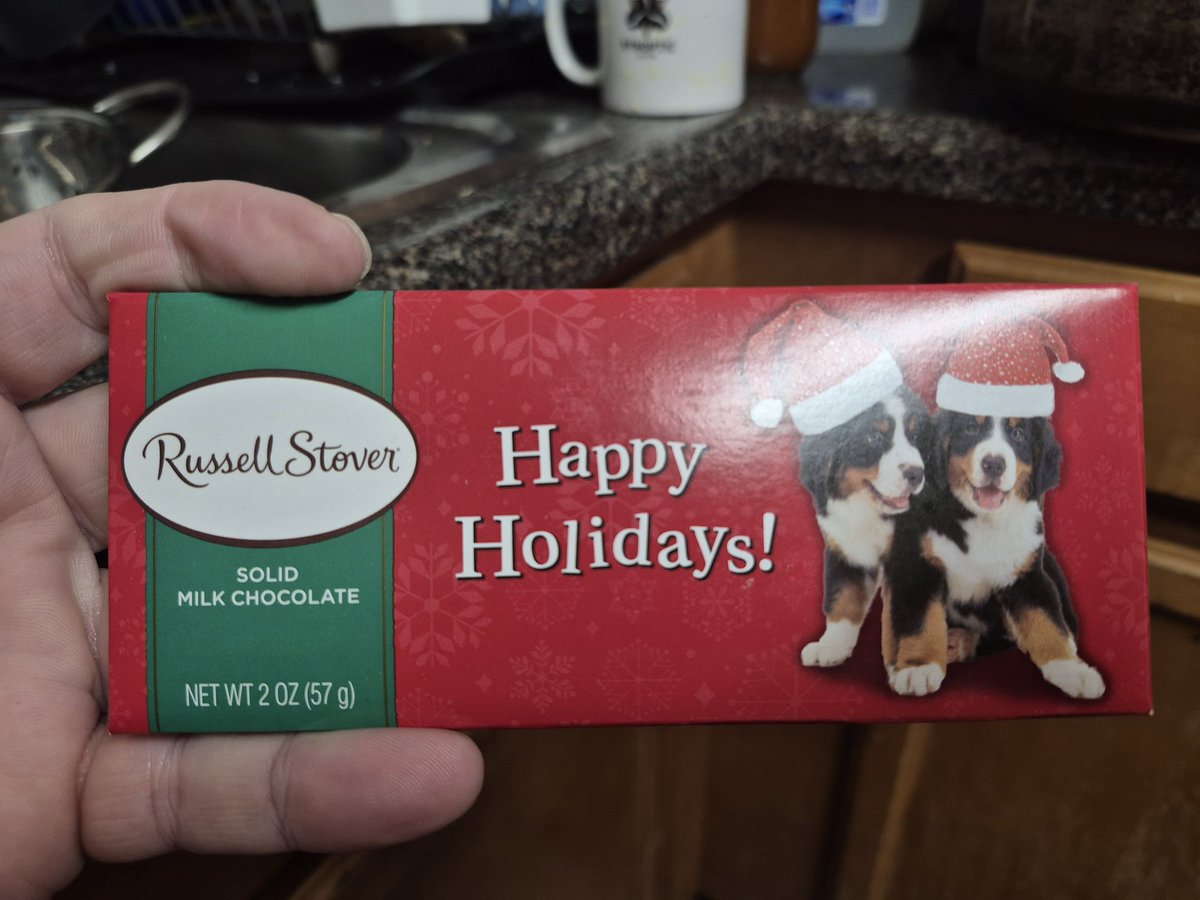 Russell Stover
SOLID
MILK CHOCOLATE
NET WT 2 OZ (57 g)
Happy
Holidays!